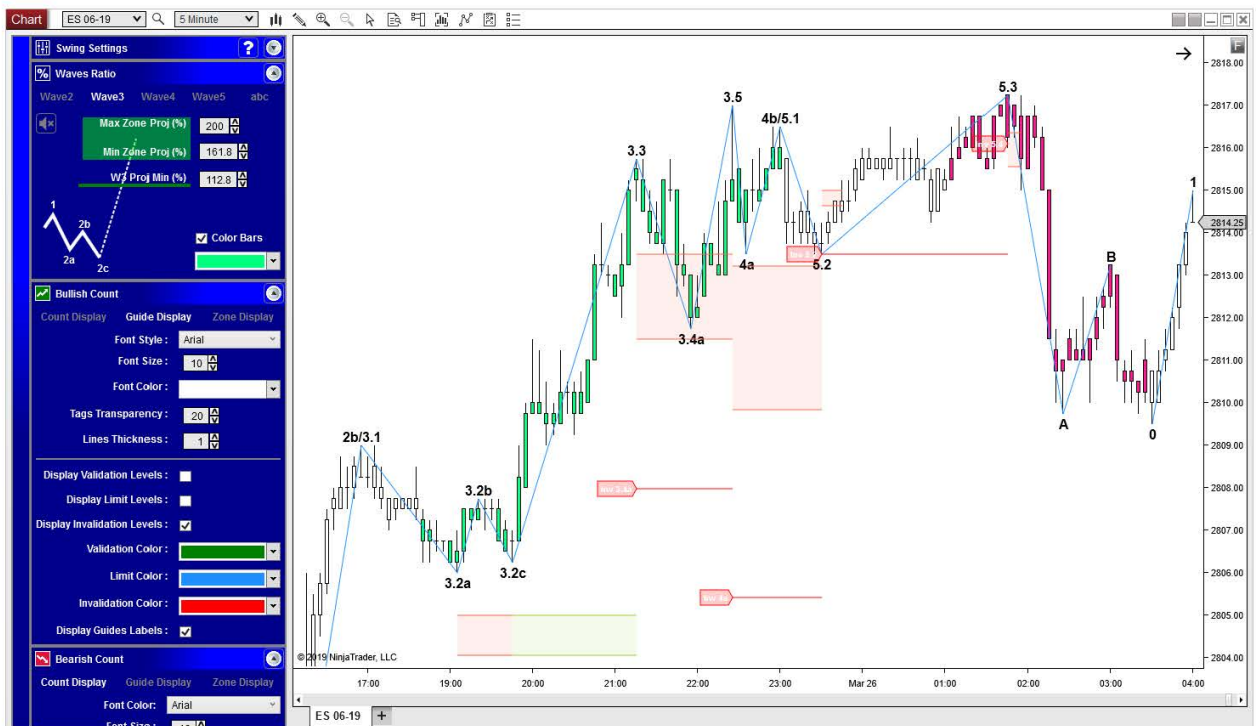 Chart ES 06-19 5 Minute
Swing Settings ?
% Waves Ratio
Wave2 Wave3 Wave4 Wave5 abc
Max Zone Proj (%) 200
Min Zone Proj (%) 161.8
W3 Proj Min (%) 112.8
1
2b
2a
2c
Color Bars
Bullish Count
Count Display Guide Display Zone Display
Font Style : Arial
Font Size : 10
Font Color :
Tags Transparency : 20
Lines Thickness : 1
Display Validation Levels :
Display Limit Levels :
Display Invalidation Levels :
Validation Color :
Limit Color :
Invalidation Color :
Display Guides Labels :
Bearish Count
Count Display Guide Display Zone Display
Font Color: Arial
Font Size :
F
5.3
3.5
4b/5.1
3.3
1
4a
5.2
B
3.4a
A
0
2b/3.1
3.2b
3.2a
3.2c
2818.00
2817.00
2816.00
2815.00
2814.25
2814.00
2813.00
2812.00
2811.00
2810.00
2809.00
2808.00
2807.00
2806.00
2805.00
2804.00
© 2019 NinjaTrader, LLC
17:00 19:00 20:00 21:00 22:00 23:00 Mar 26 01:00 02:00 03:00 04:00
ES 06-19 +